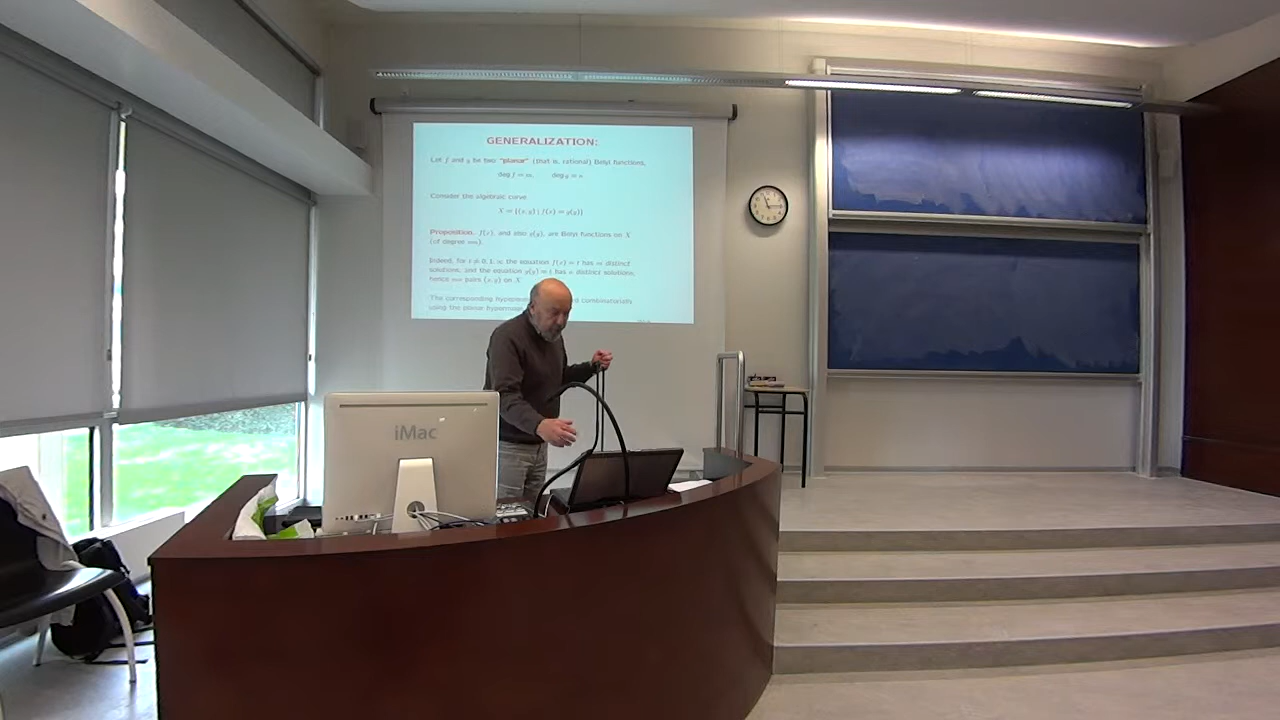 GENERALIZATION:
Let f and g be two "planar" (that is, rational) Belyi functions,
deg f = m, deg g = n
Consider the algebraic curve
X = {(x, y) | f(x) = g(y)}
Proposition. f(x), and also g(y), are Belyi functions on X
(of degree mn).
Indeed, for t ≠ 0, 1, ∞ the equation f(x) = t has m distinct
solutions, and the equation g(y) = t has n distinct solutions,
hence mn pairs (x, y) on X
The corresponding combinatorially
using the planar
iMac